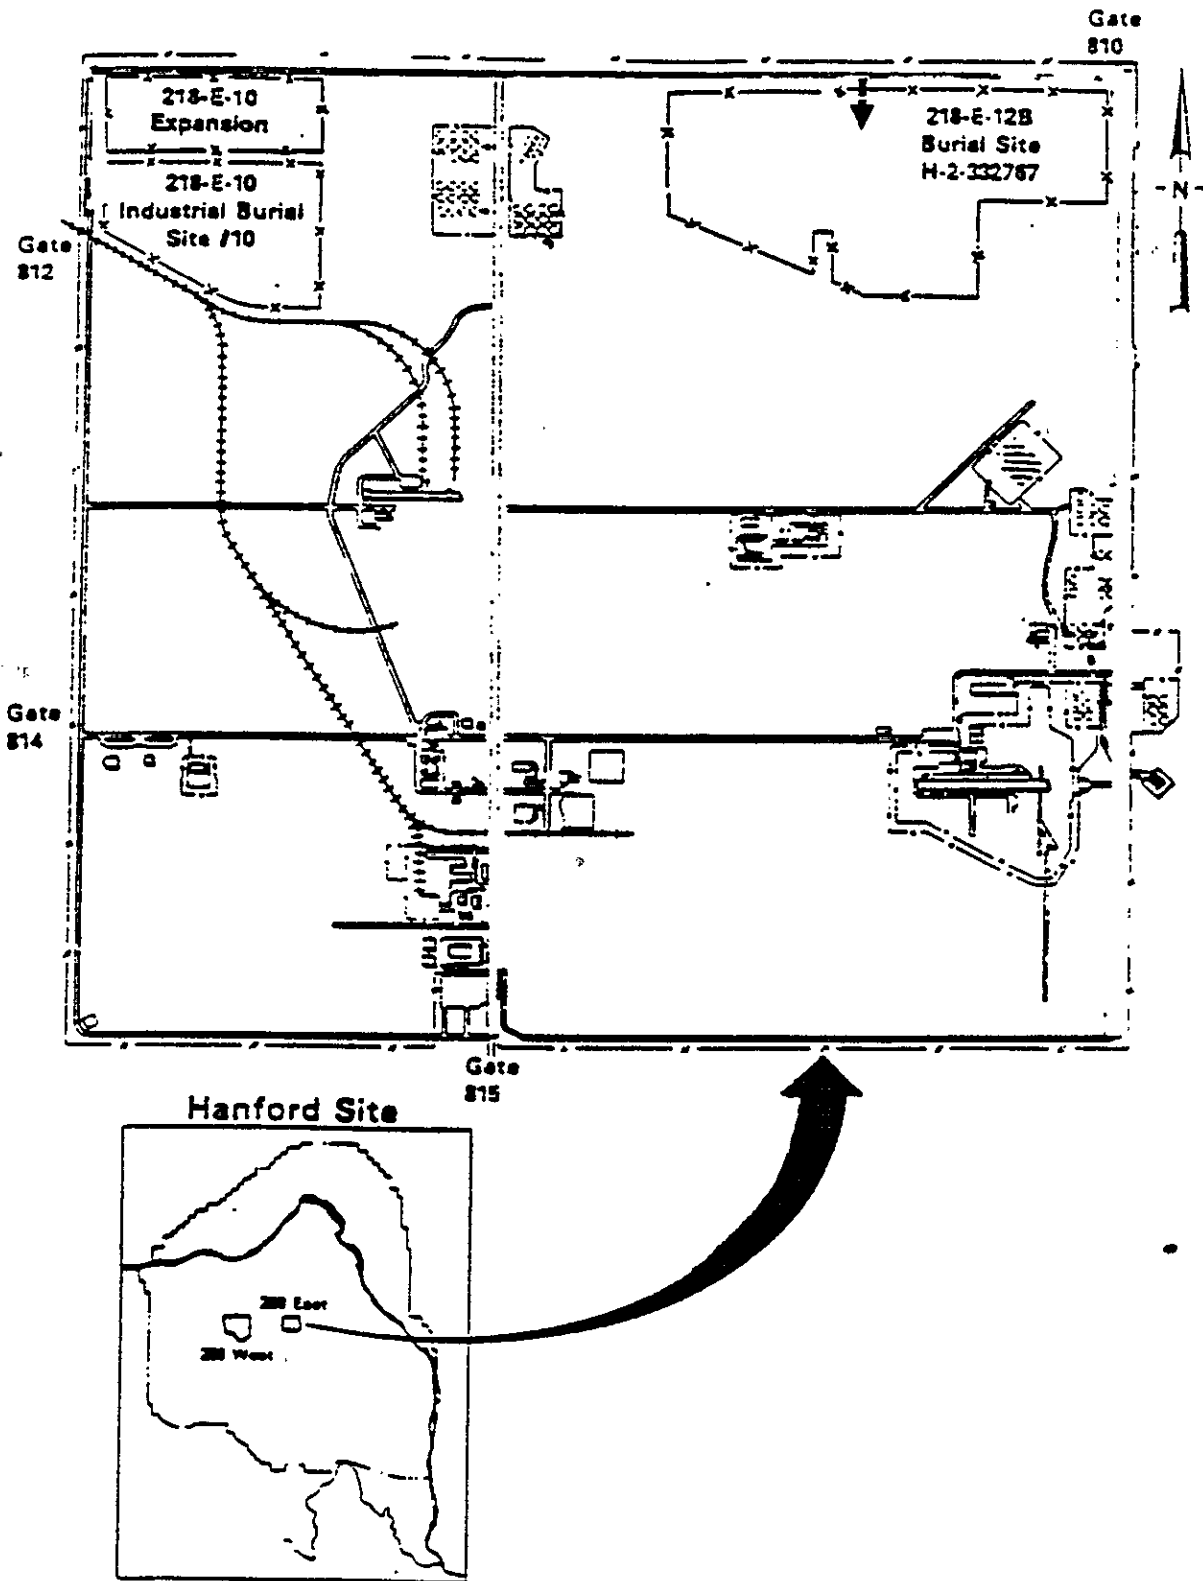 Gate
810
218-E-10
Expansion
218-E-10
Industrial Burial
Site #10
218-E-12B
Burial Site
H-2-332767
N
Gate
812
Gate
814
Gate
815
Hanford Site
200 East
200 West